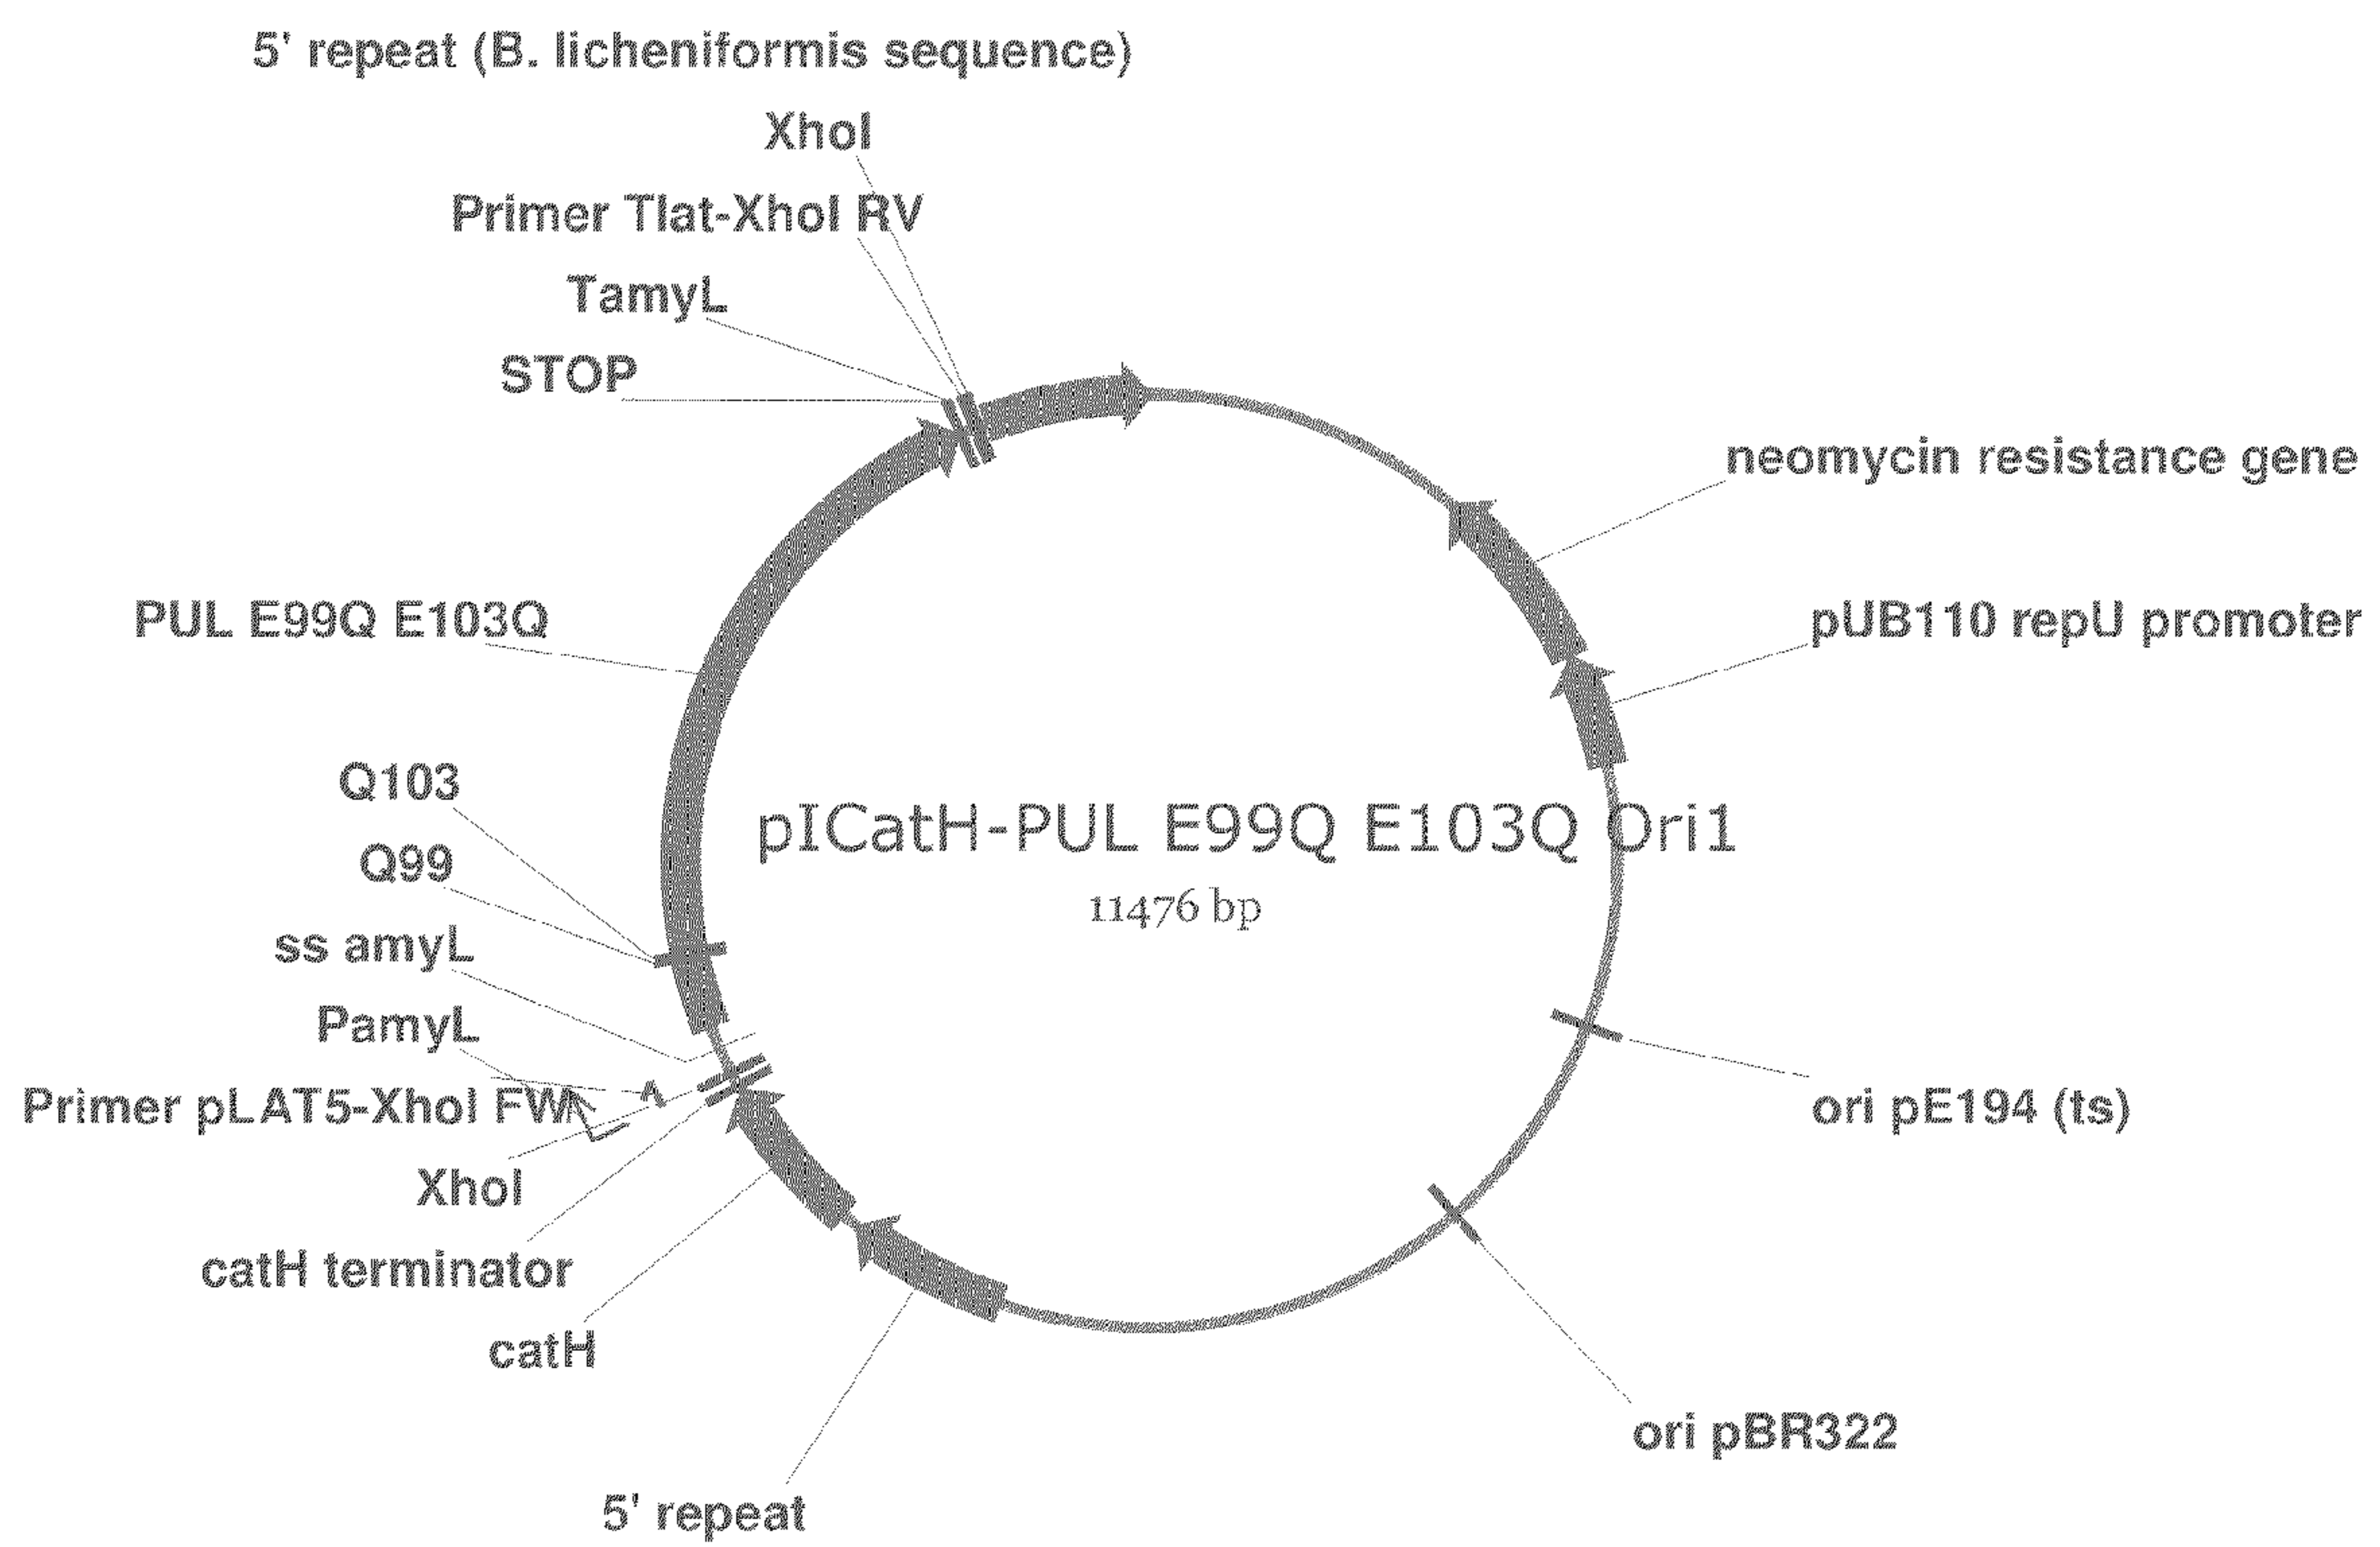 5' repeat (B. licheniformis sequence)
XhoI
Primer Tlat-XhoI RV
TamyL
STOP
neomycin resistance gene
PUL E99Q E103Q
pUB110 repU promoter
Q103
pICatH-PUL E99Q E103Q Ori1
Q99
11476 bp
ss amyL
PamyL
Primer pLAT5-XhoI FW
ori pE194 (ts)
XhoI
catH terminator
catH
ori pBR322
5' repeat